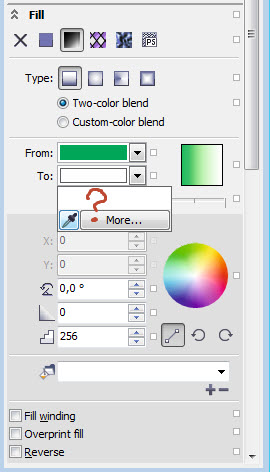 Fill
PS
Type:
Two-color blend
Custom-color blend
From:
To:
?
More...
X: 0
Y: 0
0,0 °
0
256
Fill winding
Overprint fill
Reverse